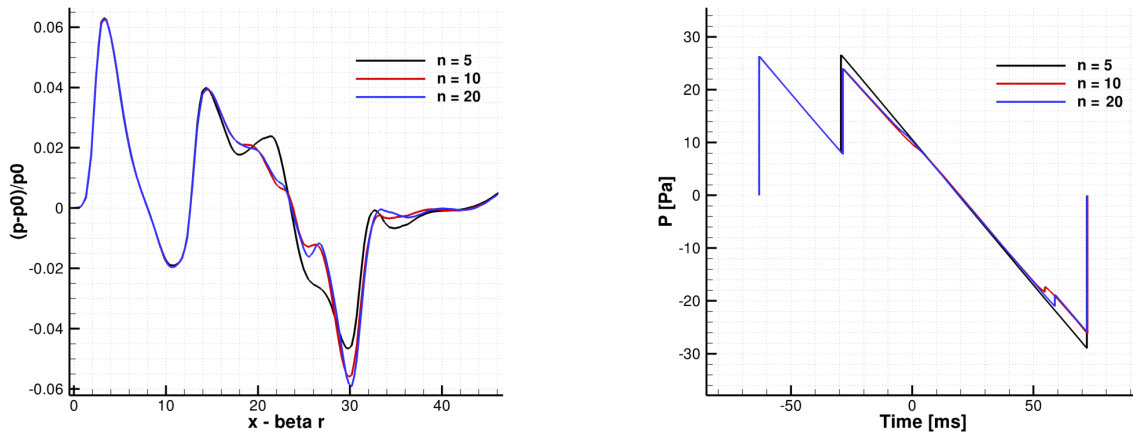 0.06
0.04
0.02
0
-0.02
-0.04
-0.06
(p-p0)/p0
0 10 20 30 40
x - beta r
n = 5
n = 10
n = 20
30
20
10
0
-10
-20
-30
P [Pa]
-50 0 50
Time [ms]
n = 5
n = 10
n = 20